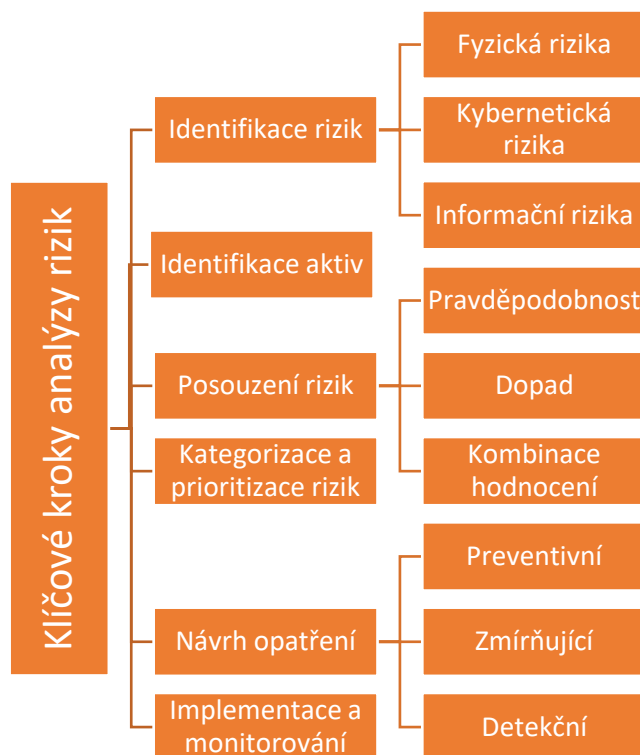 Klíčové kroky analýzy rizik
Identifikace rizik
Fyzická rizika
Kybernetická
rizika
Informační rizika
Identifikace aktiv
Posouzení rizik
Pravděpodobnost
Dopad
Kombinace
hodnocení
Kategorizace a
prioritizace rizik
Návrh opatření
Preventivní
Zmírňující
Detekční
Implementace a
monitorování